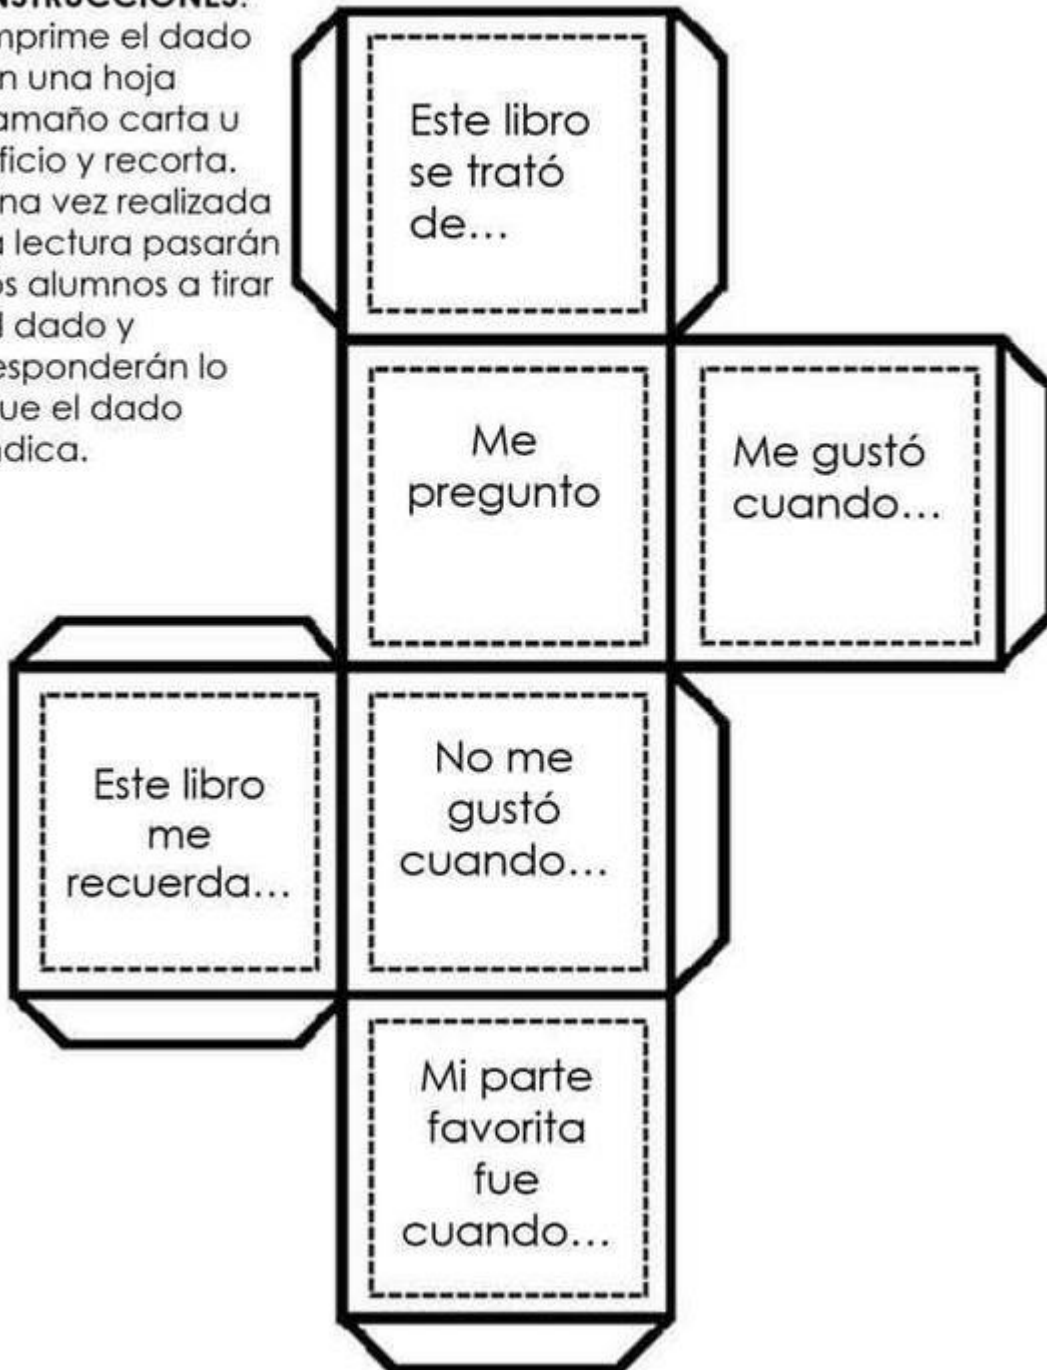 NSTRUCCIONES:
mprime el dado
n una hoja
amaño carta u
ficio y recorta.
na vez realizada
a lectura pasarán
os alumnos a tirar
l dado y
esponderán lo
ue el dado
ndica.
Este libro
se trató
de...
Me
pregunto
Me gustó
cuando...
Este libro
me
recuerda...
No me
gustó
cuando...
Mi parte
favorita
fue
cuando...